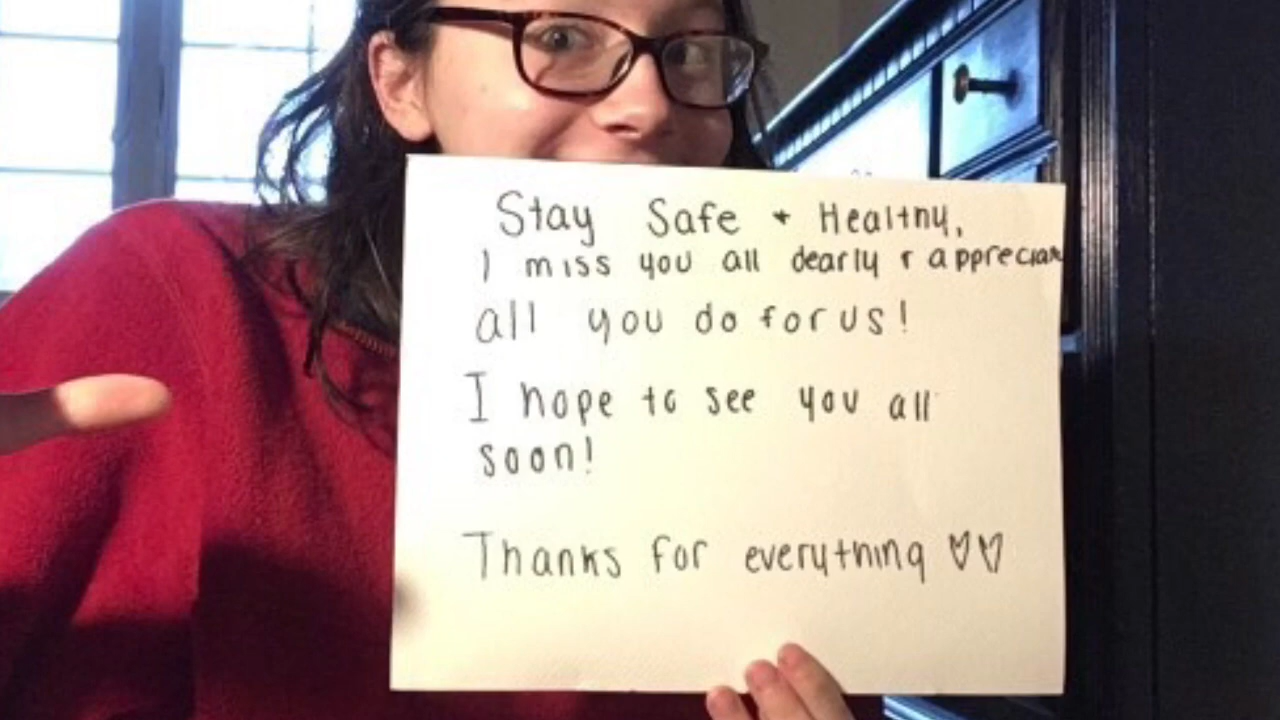 Stay Safe + Healthy,
I miss you all dearly + appreciate
all you do for us!
I hope to see you all
soon!
Thanks for everything ♡♡